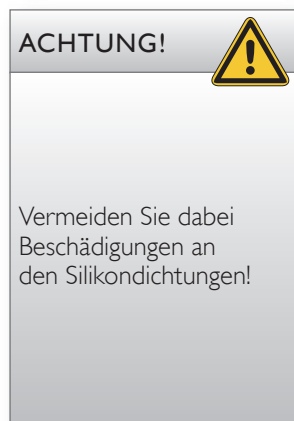 ACHTUNG!
Vermeiden Sie dabei
Beschädigungen an
den Silikondichtungen!